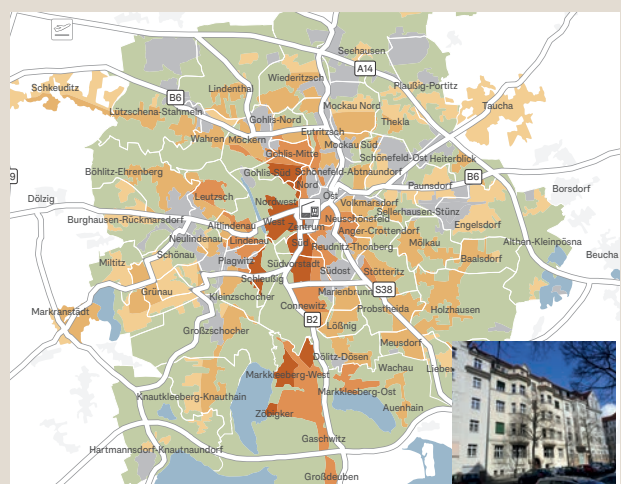 Seehausen
A14
Wiederitzsch
Plaußig-Portitz
Schkeuditz
B6
Lindenthal
Taucha
Lützschena-Stahmeln
Mockau Nord
Gohlis-Nord
Thekla
Eutritzsch
Wahren
Möckern
Mockau Süd
Gohlis-Mitte
Schönefeld-Ost
Heiterblick
Böhlitz-Ehrenberg
Gohlis-Süd
Schönefeld-Abtnaundorf
9
B6
Nord
Paunsdorf
Borsdorf
Dölzig
Leutzsch
Ost
Nordwest
Volkmarsdorf
Sellerhausen-Stünz
Burghausen-Rückmarsdorf
Neuschönefeld
West
Altlindenau
Zentrum
Engelsdorf
Anger-Crottendorf
Neulindenau
Lindenau
Süd
Reudnitz-Thonberg
Mölkau
Althen-Kleinpösna
Schönau
Beucha
Miltitz
Plagwitz
Südvorstadt
Baalsdorf
Südost
Stötteritz
Schleußig
Grünau
Marienbrunn
S38
Kleinzschocher
Connewitz
Probstheida
Holzhausen
Markranstädt
B2
Lößnig
Großzschocher
Meusdorf
Dölitz-Dösen
Wachau
Liebe
Markkleeberg-West
Markkleeberg-Ost
Knautkleeberg-Knauthain
Auenhain
Zöbigker
Gaschwitz
Hartmannsdorf-Knautnaundorf
Großdeuben